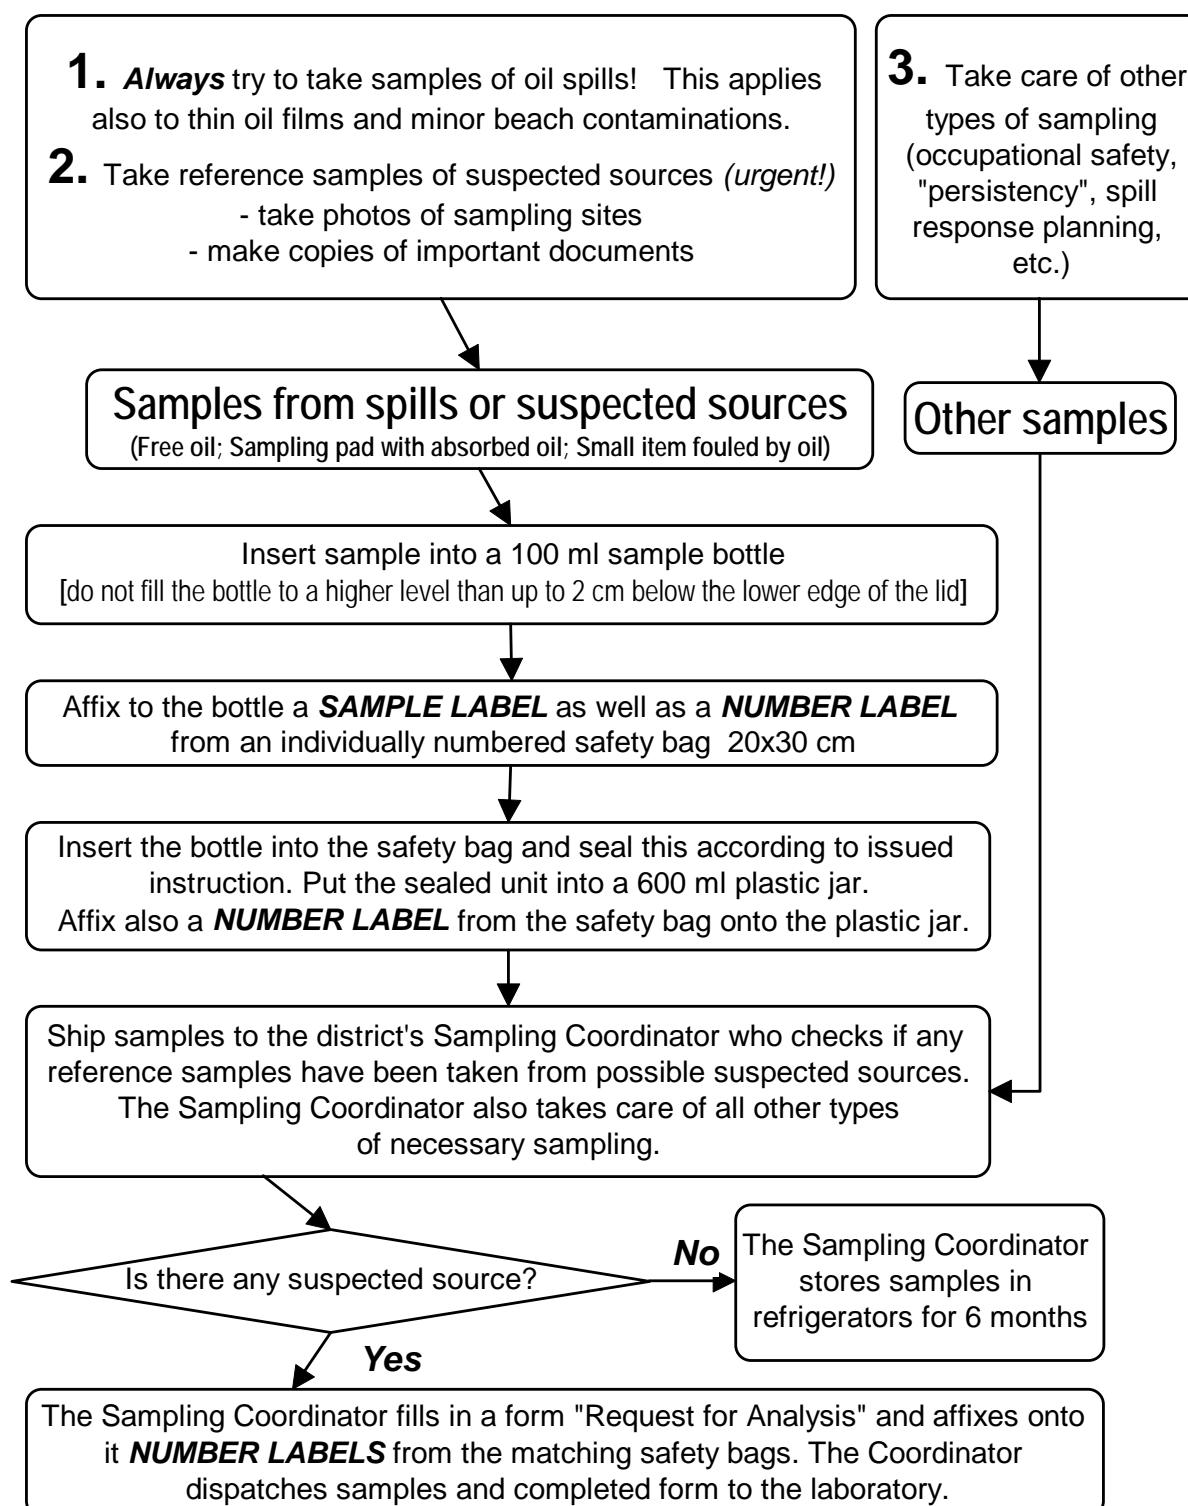 1. Always try to take samples of oil spills!   This applies
also to thin oil films and minor beach contaminations.
2. Take reference samples of suspected sources (urgent!)
- take photos of sampling sites
- make copies of important documents
3. Take care of other
types of sampling
(occupational safety,
"persistency", spill
response planning,
etc.)
Samples from spills or suspected sources
(Free oil; Sampling pad with absorbed oil; Small item fouled by oil)
Other samples
Insert sample into a 100 ml sample bottle
[do not fill the bottle to a higher level than up to 2 cm below the lower edge of the lid]
Affix to the bottle a SAMPLE LABEL as well as a NUMBER LABEL
from an individually numbered safety bag  20x30 cm
Insert the bottle into the safety bag and seal this according to issued
instruction. Put the sealed unit into a 600 ml plastic jar.
Affix also a NUMBER LABEL from the safety bag onto the plastic jar.
Ship samples to the district's Sampling Coordinator who checks if any
reference samples have been taken from possible suspected sources.
The Sampling Coordinator also takes care of all other types
of necessary sampling.
Is there any suspected source?
No
The Sampling Coordinator
stores samples in
refrigerators for 6 months
Yes
The Sampling Coordinator fills in a form "Request for Analysis" and affixes onto
it NUMBER LABELS from the matching safety bags. The Coordinator
dispatches samples and completed form to the laboratory.